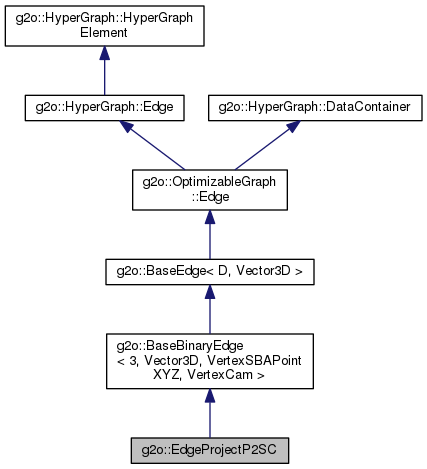 g2o::HyperGraph::HyperGraph
Element
g2o::HyperGraph::Edge
g2o::HyperGraph::DataContainer
g2o::OptimizableGraph
::Edge
g2o::BaseEdge< D, Vector3D >
g2o::BaseBinaryEdge
< 3, Vector3D, VertexSBAPoint
XYZ, VertexCam >
g2o::EdgeProjectP2SC